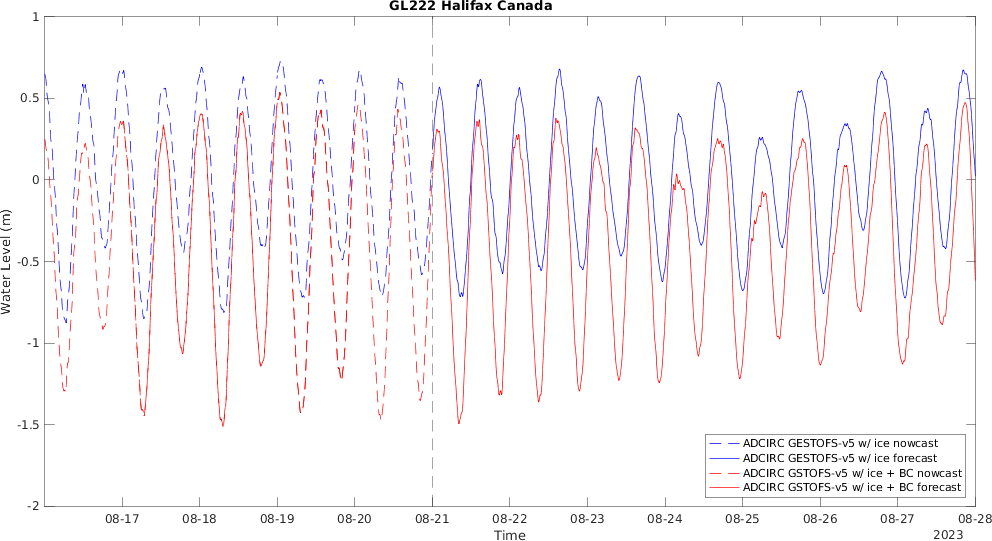 GL222 Halifax Canada
1
0.5
0
-0.5
-1
-1.5
-2
Water Level (m)
ADCIRC GESTOFS-v5 w/ ice nowcast
ADCIRC GESTOFS-v5 w/ ice forecast
ADCIRC GSTOFS-v5 w/ ice + BC nowcast
ADCIRC GSTOFS-v5 w/ ice + BC forecast
08-17 08-18 08-19 08-20 08-21 08-22 08-23 08-24 08-25 08-26 08-27 08-28
Time
2023